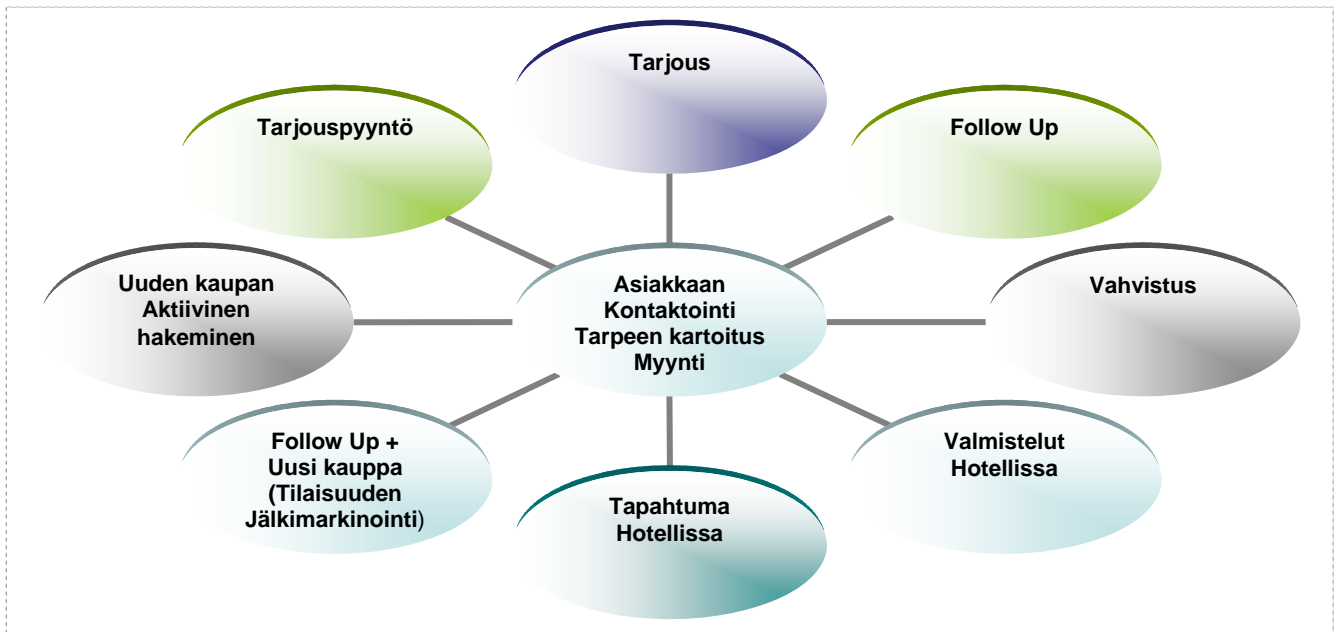 Tarjous
Tarjouspyyntö
Follow Up
Uuden kaupan
Aktiivinen
hakeminen
Asiakkaan
Kontaktointi
Tarpeen kartoitus
Myynti
Vahvistus
Follow Up +
Uusi kauppa
(Tilaisuuden
Jälkimarkinointi)
Tapahtuma
Hotellissa
Valmistelut
Hotellissa